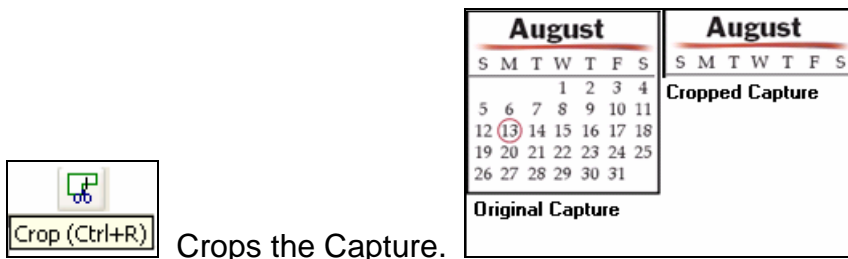 Crop (Ctrl+R)
Crops the Capture.
August
S M T W T F S
1 2 3 4
5 6 7 8 9 10 11
12 13 14 15 16 17 18
19 20 21 22 23 24 25
26 27 28 29 30 31
Original Capture
August
S M T W T F S
Cropped Capture